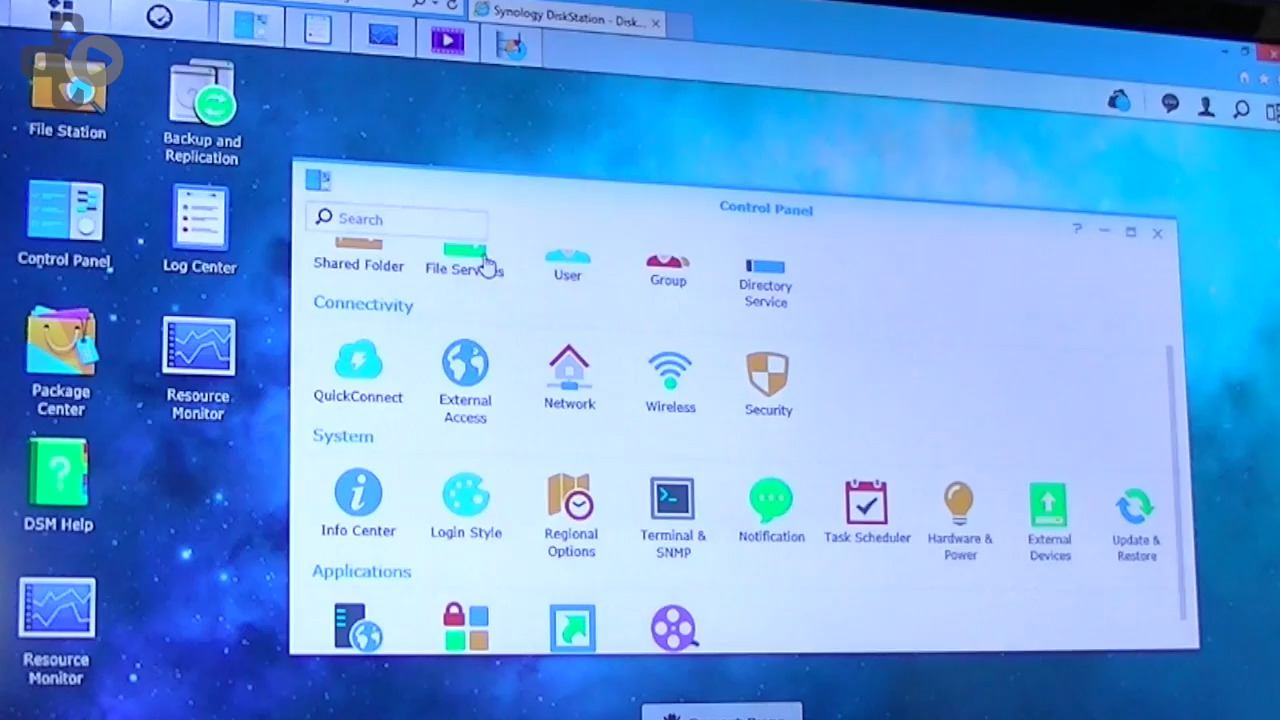 Synology DiskStation - Disk...
File Station
Backup and
Replication
Control Panel
Log Center
Package
Center
Resource
Monitor
DSM Help
Resource
Monitor
Control Panel
Search
Shared Folder
File Services
User
Group
Directory
Service
Connectivity
QuickConnect
External
Access
Network
Wireless
Security
System
Info Center
Login Style
Regional
Options
Terminal &
SNMP
Notification
Task Scheduler
Hardware &
Power
External
Devices
Update &
Restore
Applications